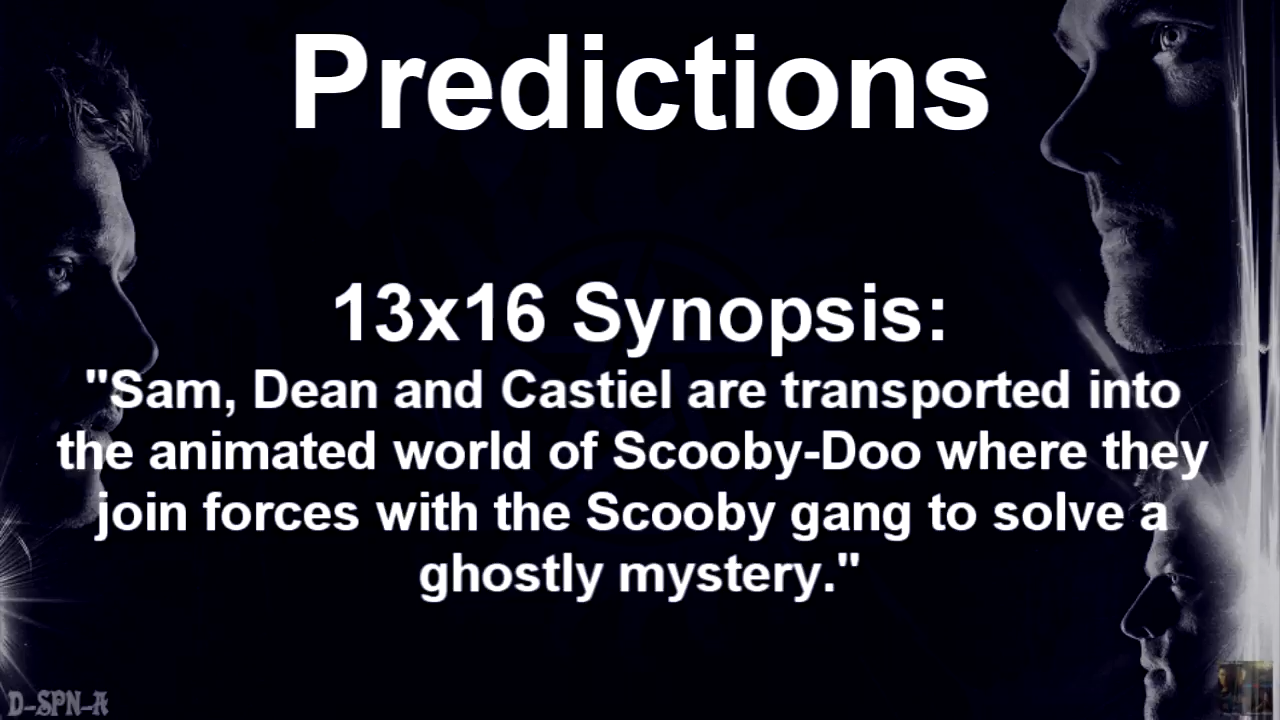 Predictions
13x16 Synopsis:
"Sam, Dean and Castiel are transported into
the animated world of Scooby-Doo where they
join forces with the Scooby gang to solve a
ghostly mystery."
D-SPN-A